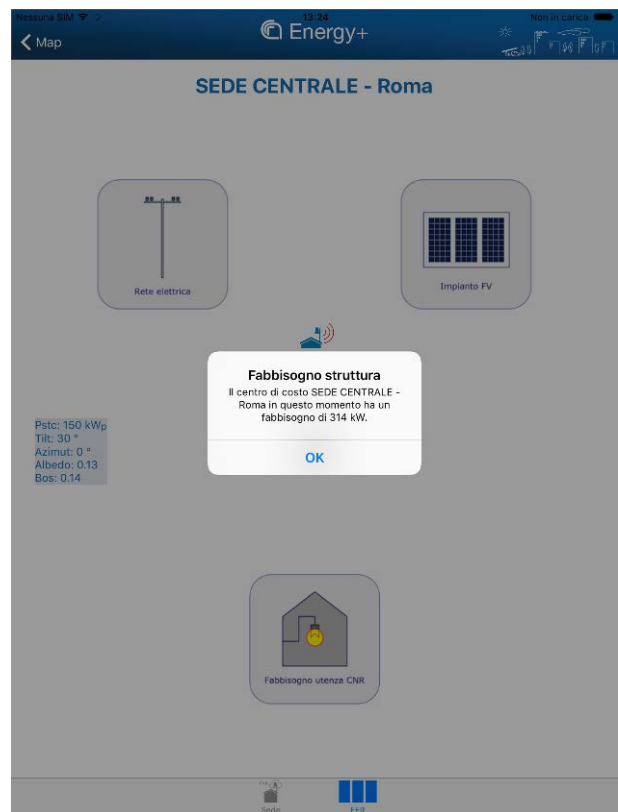 Nessuna SIM
13:24
Non in carica
Map
Energy+
SEDE CENTRALE - Roma
Rete elettrica
Impianto FV
Fabbisogno struttura
Il centro di costo SEDE CENTRALE -
Roma in questo momento ha un
fabbisogno di 314 kW.
OK
Pstc: 150 kWp
Tilt: 30 °
Azimut: 0 °
Albedo: 0.13
Bos: 0.14
Fabbisogno utenza CNR
Sede
FER